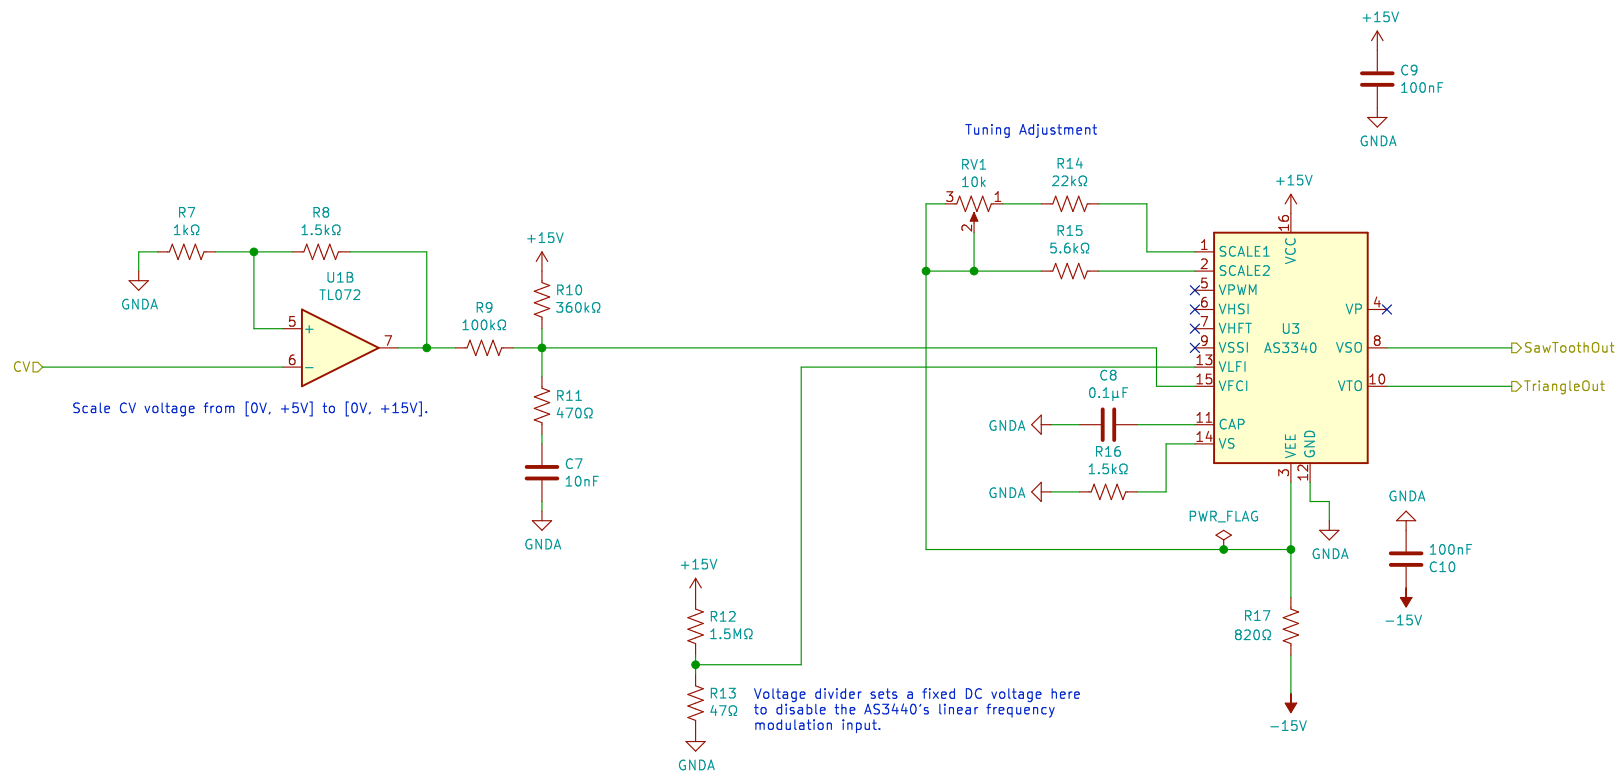 +15V
C9
100nF
GNDA
Tuning Adjustment
RV1
10k
3
1
2
R14
22kΩ
R15
5.6kΩ
+15V
R7
1kΩ
R8
1.5kΩ
GNDA
U1B
TL072
5
+
6
−
7
CV
Scale CV voltage from [0V, +5V] to [0V, +15V].
R9
100kΩ
+15V
R10
360kΩ
R11
470Ω
C7
10nF
GNDA
16
VCC
1
SCALE1
2
SCALE2
5
VPWM
6
VHSI
7
VHFT
9
VSSI
13
VLFI
15
VFCI
11
CAP
14
VS
U3
AS3340
VP
4
VSO
8
VTO
10
VEE
3
GND
12
SawToothOut
TriangleOut
C8
0.1µF
GNDA
R16
1.5kΩ
GNDA
PWR_FLAG
GNDA
GNDA
100nF
C10
-15V
R17
820Ω
-15V
+15V
R12
1.5MΩ
R13
47Ω
GNDA
Voltage divider sets a fixed DC voltage here
to disable the AS3440's linear frequency
modulation input.